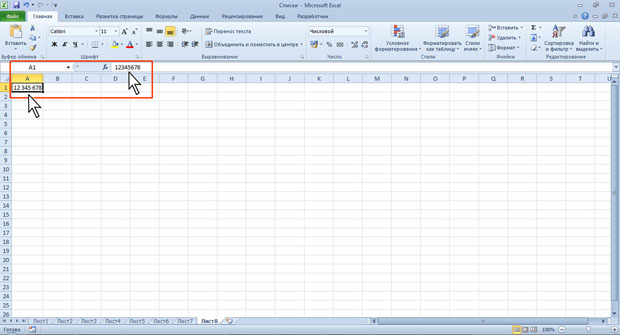 Списки - Microsoft Excel
Файл Главная Вставка Разметка страницы Формулы Данные Рецензирование Вид Разработчик
Вставить
Буфер обмена
Calibri 11
Ж К Ч
Шрифт
Перенос текста
Объединить и поместить в центре
Выравнивание
Числовой
Число
Условное форматирование
Форматировать как таблицу
Стили ячеек
Стили
Вставить
Удалить
Формат
Ячейки
Сортировка и фильтр
Найти и выделить
Редактирование
A1 fx 12345678
A B C D E F G H I J K L M N O P Q R S T U
1 12 345 678
2
3
4
5
6
7
8
9
10
11
12
13
14
15
16
17
18
19
20
21
22
23
24
25
26
Лист1 Лист2 Лист3 Лист4 Лист5 Лист6 Лист7 Лист8
Готово 100%